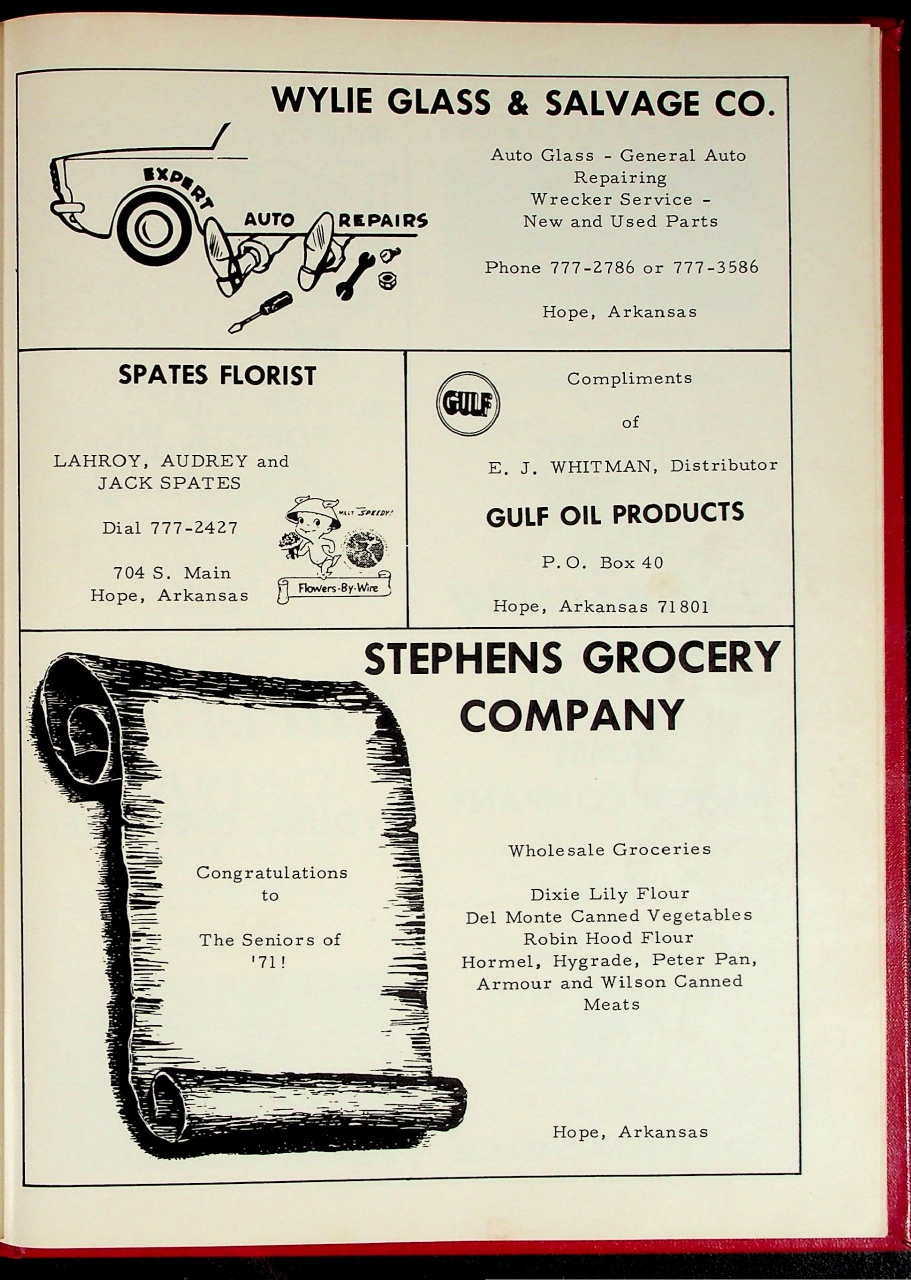 WYLIE GLASS & SALVAGE CO.
EXPERT
AUTO REPAIRS
Auto Glass - General Auto
Repairing
Wrecker Service -
New and Used Parts
Phone 777-2786 or 777-3586
Hope, Arkansas
SPATES FLORIST
LAHROY, AUDREY and
JACK SPATES
Dial 777-2427
704 S. Main
Hope, Arkansas
MEET SPEEDY!
Flowers-By-Wire
GULF
Compliments
of
E. J. WHITMAN, Distributor
GULF OIL PRODUCTS
P.O. Box 40
Hope, Arkansas 71801
STEPHENS GROCERY
COMPANY
Congratulations
to
The Seniors of
'71!
Wholesale Groceries
Dixie Lily Flour
Del Monte Canned Vegetables
Robin Hood Flour
Hormel, Hygrade, Peter Pan,
Armour and Wilson Canned
Meats
Hope, Arkansas